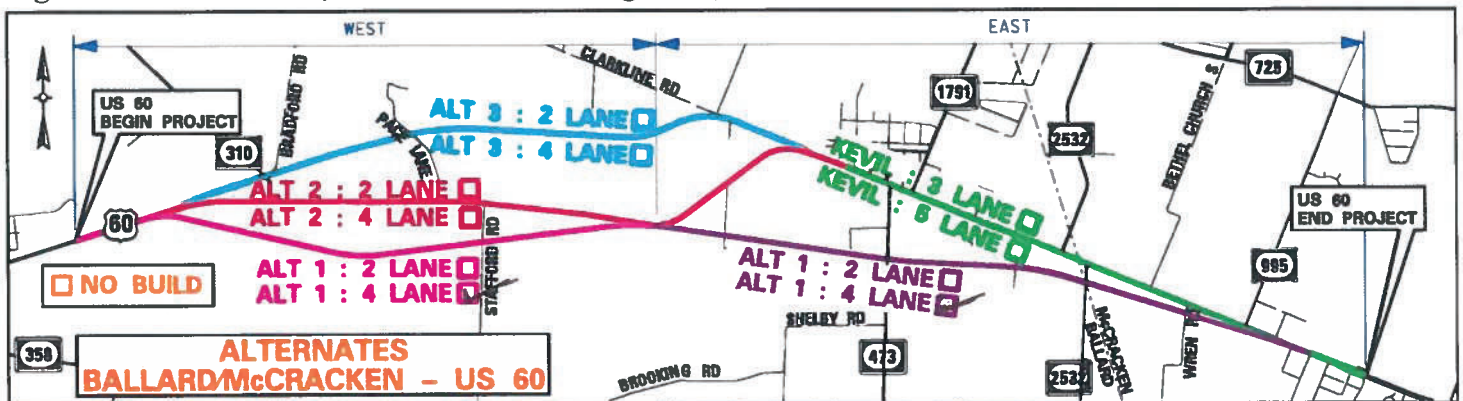 WEST
EAST
CLARKLINE RD
725
BRADFORD RD
1791
US 60
BEGIN PROJECT
ALT 3 : 2 LANE
ALT 3 : 4 LANE
PACE LANE
310
2532
BETHEL CHURCH
KEVIL : 3 LANE
KEVIL : 5 LANE
ALT 2 : 2 LANE
ALT 2 : 4 LANE
60
US 60
END PROJECT
STAFFORD RD
ALT 1 : 2 LANE
ALT 1 : 4 LANE
ALT 1 : 2 LANE
ALT 1 : 4 LANE
995
NO BUILD
SHELBY RD
McCRACKEN
BALLARD
WREN
358
ALTERNATES
BALLARD/McCRACKEN - US 60
BROOKING RD
473
2532